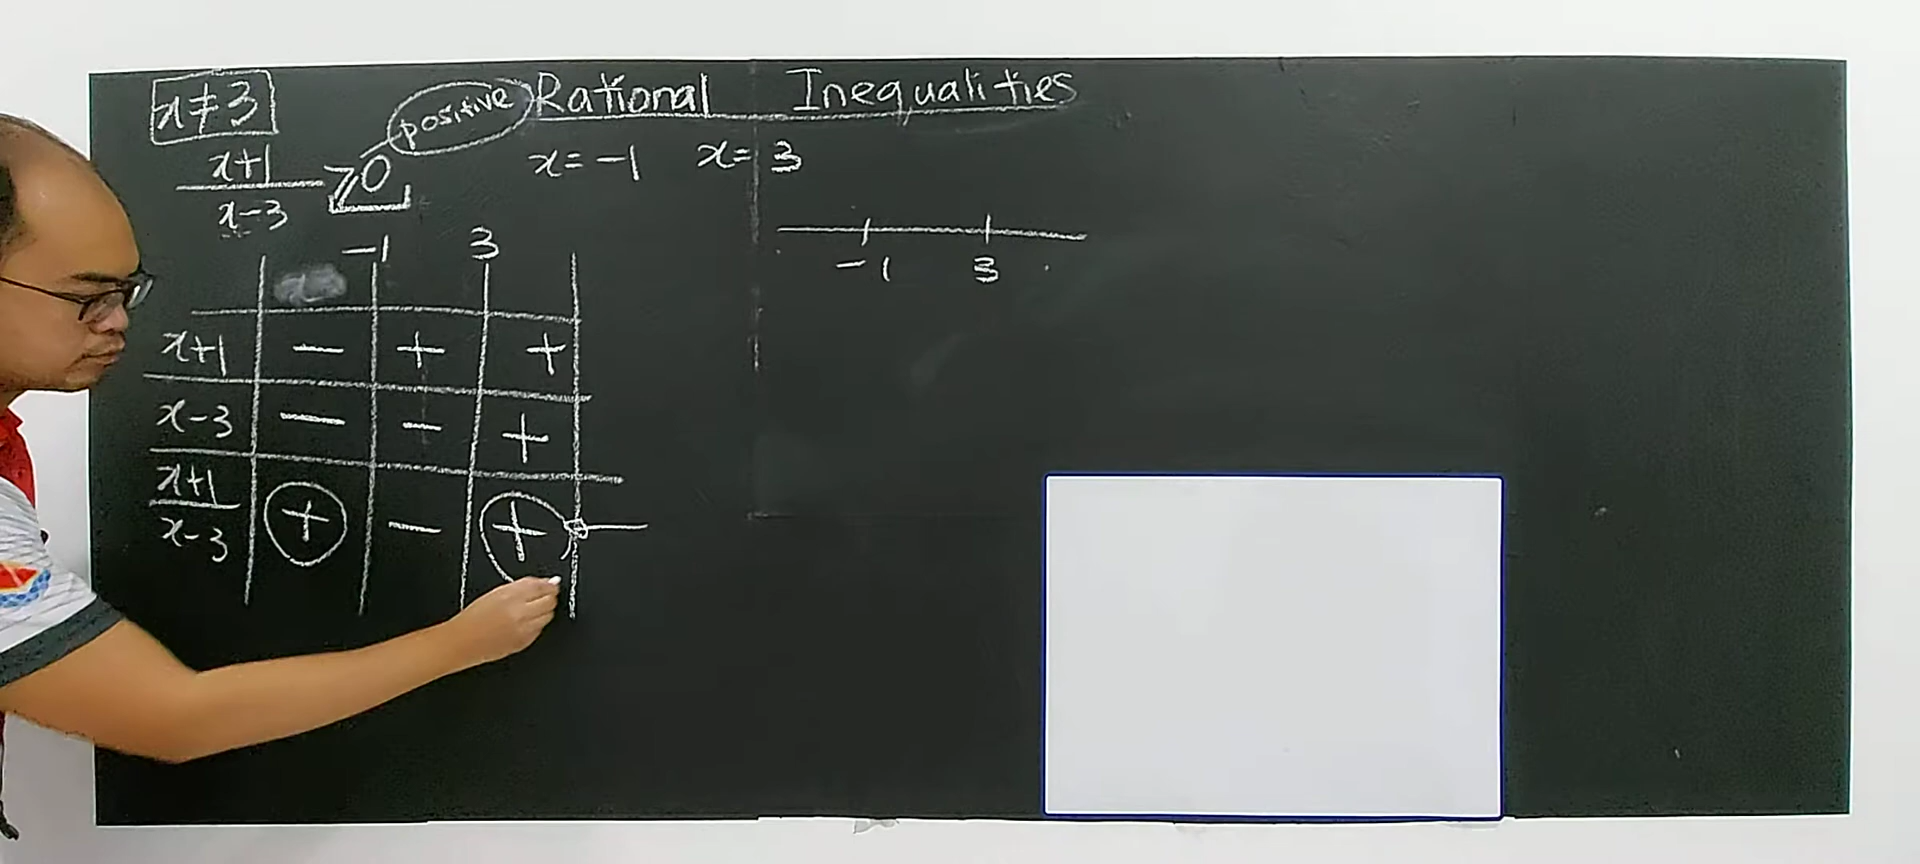 x≠3
positive
Rational Inequalities
x+1
x-3
≥0
x=-1 x=3
-1 3
-1 3
x+1 - + +
x-3 - - +
x+1
x-3
+ - +